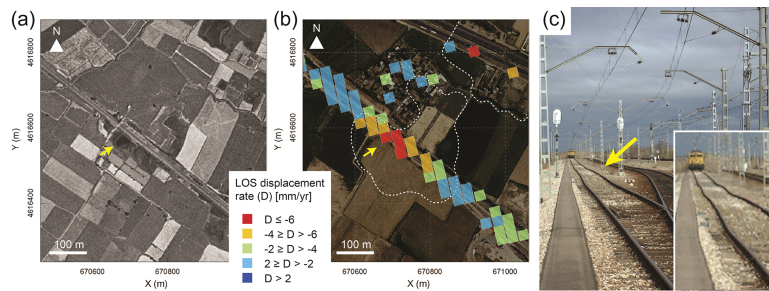 (a)
N
4616800
4616600
4616400
Y (m)
100 m
670600
670800
X (m)
LOS displacement
rate (D) [mm/yr]
D ≤ -6
-4 ≥ D > -6
-2 ≥ D > -4
2 ≥ D > -2
D > 2
(b)
N
4616800
4616600
4616400
Y (m)
100 m
670600
670800
671000
X (m)
(c)